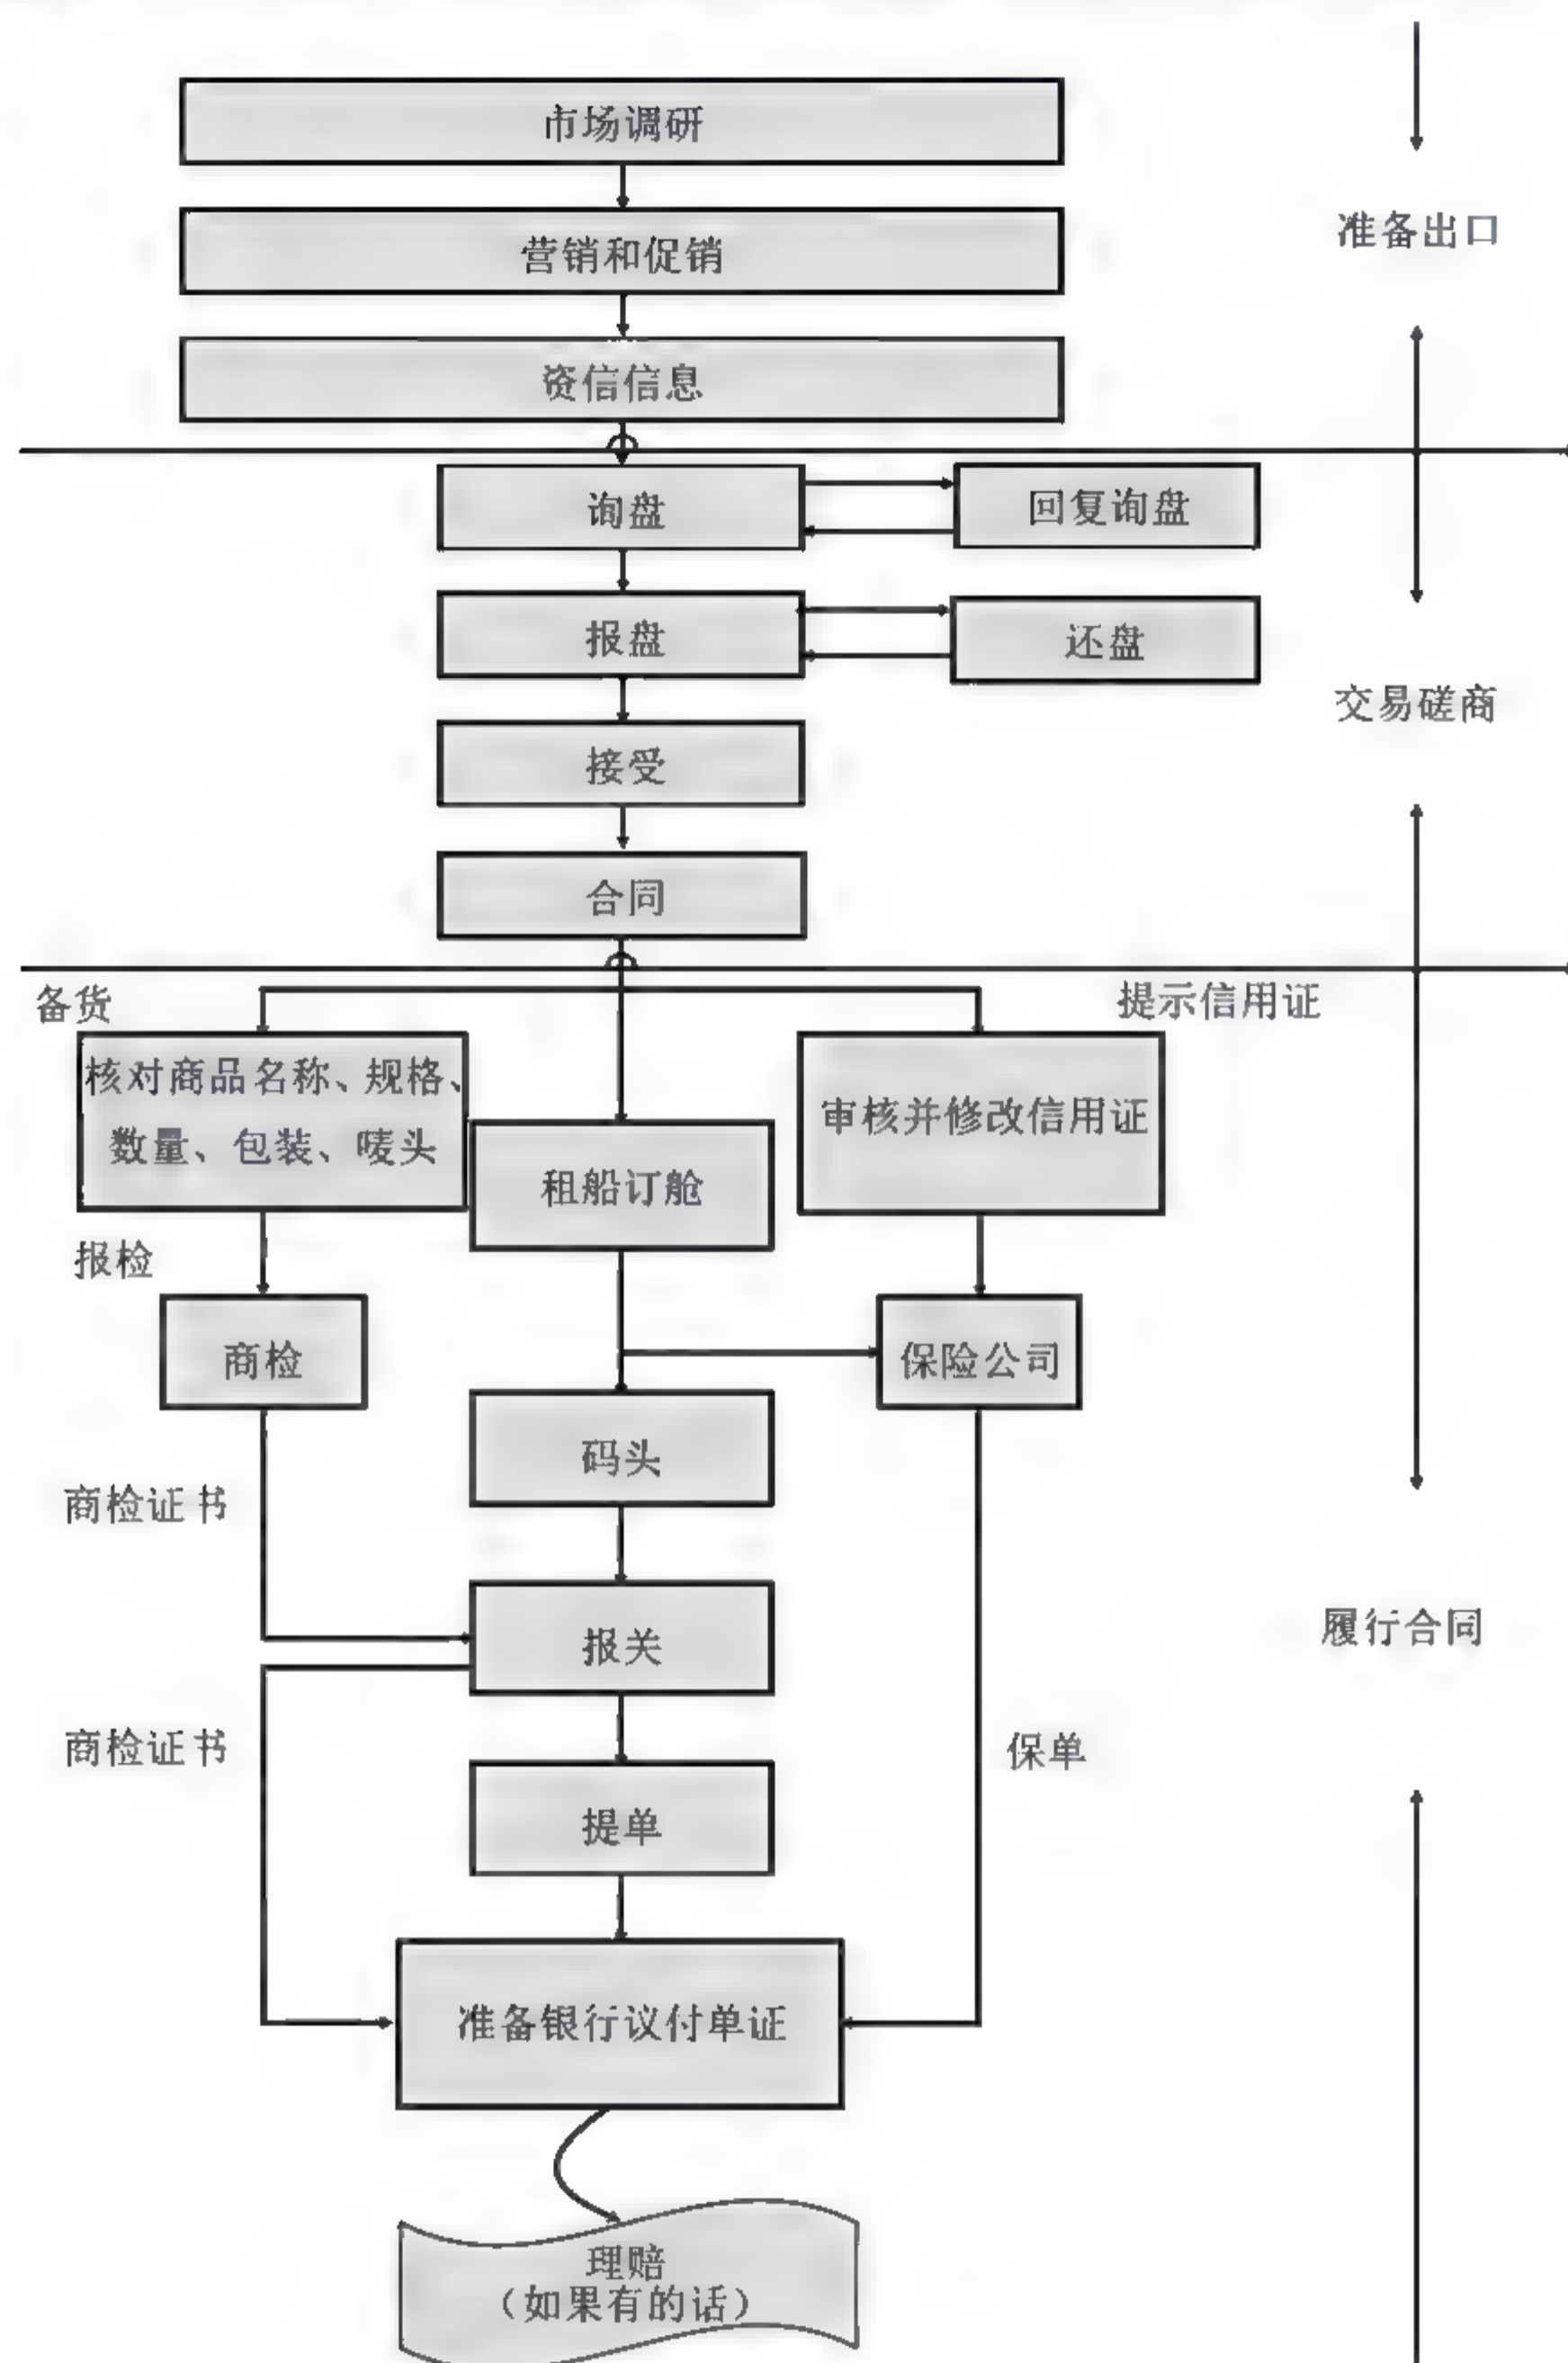 市场调研
准备出口
营销和促销
资信信息
询盘
回复询盘
报盘
还盘
交易磋商
接受
合同
备货
提示信用证
核对商品名称、规格、
数量、包装、唛头
审核并修改信用证
租船订舱
报检
商检
保险公司
码头
商检证书
履行合同
报关
商检证书
保单
提单
准备银行议付单证
理赔
（如果有的话）